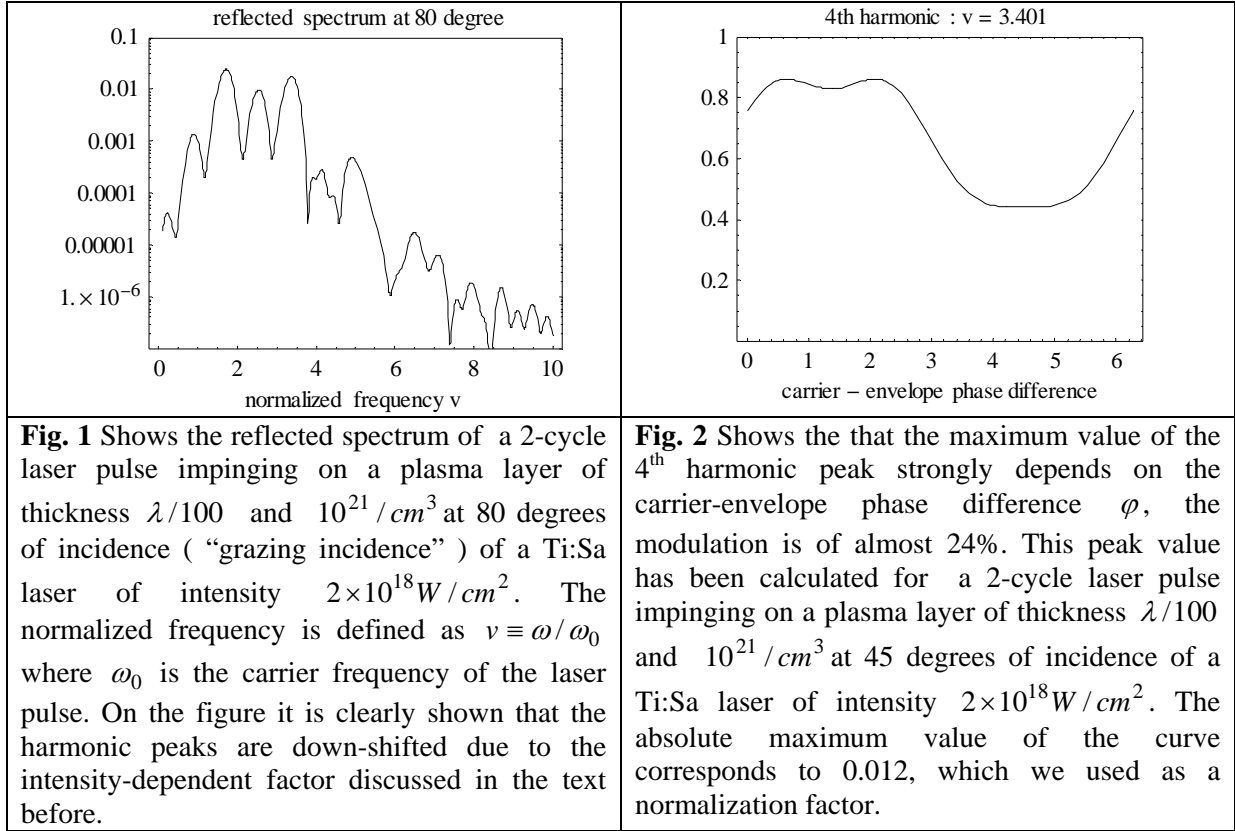 reflected spectrum at 80 degree
0.1
0.01
0.001
0.0001
0.00001
1. × 10⁻⁶
0 2 4 6 8 10
normalized frequency ν
4th harmonic : ν = 3.401
1
0.8
0.6
0.4
0.2
0 1 2 3 4 5 6
carrier – envelope phase difference
Fig. 1 Shows the reflected spectrum of a 2-cycle
laser pulse impinging on a plasma layer of
thickness λ/100 and 10²¹ / cm³ at 80 degrees
of incidence ( “grazing incidence” ) of a Ti:Sa
laser of intensity 2×10¹⁸W / cm². The
normalized frequency is defined as ν ≡ ω/ω₀
where ω₀ is the carrier frequency of the laser
pulse. On the figure it is clearly shown that the
harmonic peaks are down-shifted due to the
intensity-dependent factor discussed in the text
before.
Fig. 2 Shows the that the maximum value of the
4ᵗʰ harmonic peak strongly depends on the
carrier-envelope phase difference φ, the
modulation is of almost 24%. This peak value
has been calculated for a 2-cycle laser pulse
impinging on a plasma layer of thickness λ/100
and 10²¹ / cm³ at 45 degrees of incidence of a
Ti:Sa laser of intensity 2×10¹⁸W / cm². The
absolute maximum value of the curve
corresponds to 0.012, which we used as a
normalization factor.